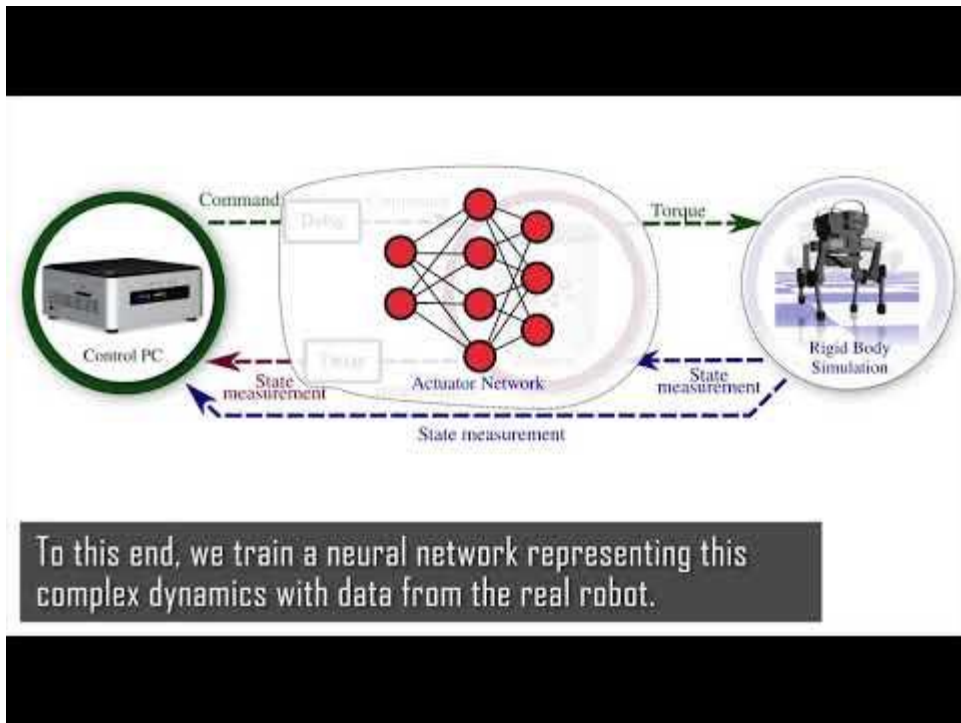 Command
Delay
Torque
Control PC
State
measurement
Actuator Network
State
measurement
Rigid Body
Simulation
State measurement
To this end, we train a neural network representing this
complex dynamics with data from the real robot.